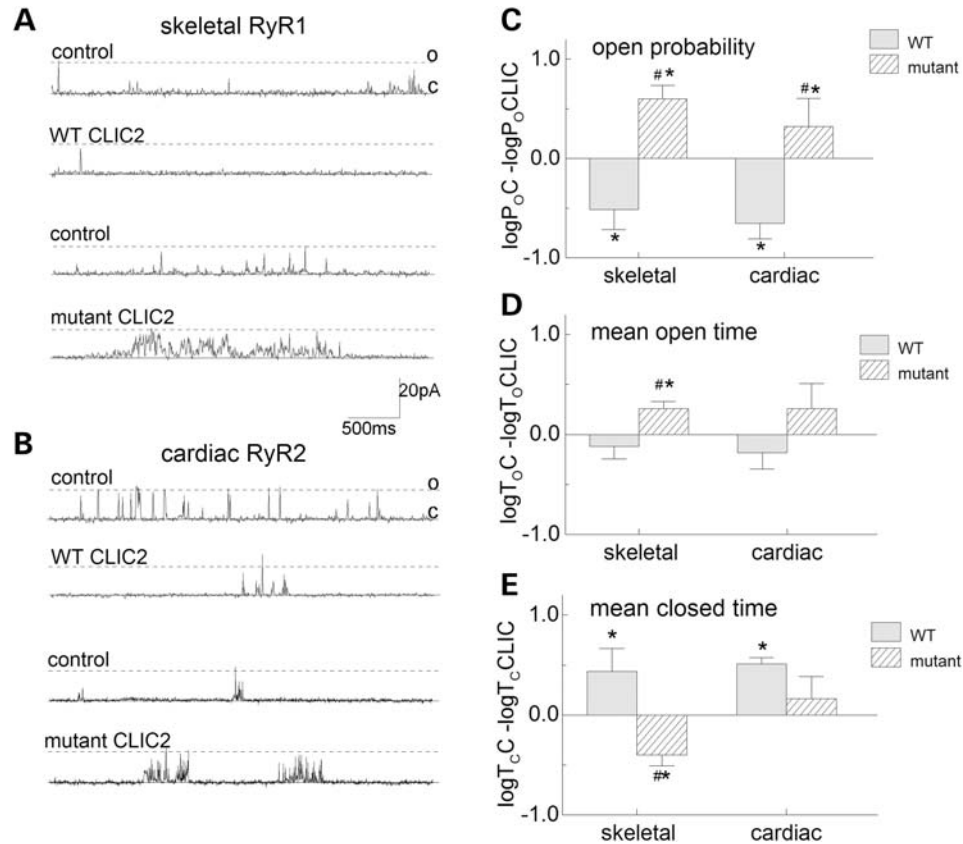 A
skeletal RyR1
control
o
c
WT CLIC2
control
mutant CLIC2
20pA
500ms
B
cardiac RyR2
control
o
c
WT CLIC2
control
mutant CLIC2
C
open probability
WT
mutant
logPOC -logPOCLIC
1.0
0.0
-1.0
#*
#*
*
*
skeletal
cardiac
D
mean open time
WT
mutant
logTOC -logTOCLIC
1.0
0.0
-1.0
#*
skeletal
cardiac
E
mean closed time
WT
mutant
logTCC -logTCCLIC
1.0
0.0
-1.0
*
*
#*
skeletal
cardiac